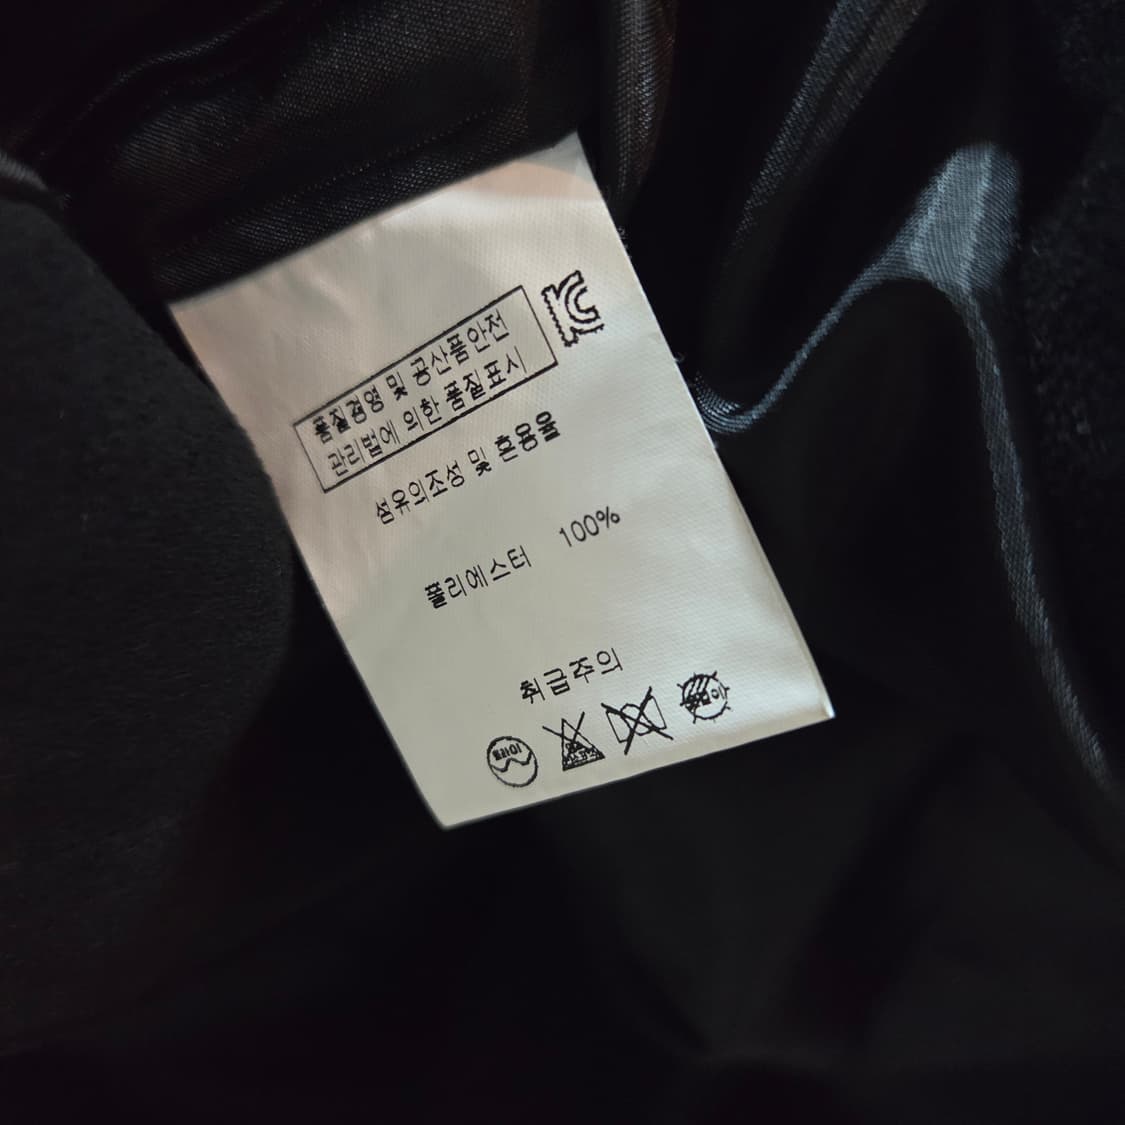 품질경영 및 공산품안전
관리법에 의한 품질표시
섬유의조성 및 혼용율
폴리에스터 100%
취급주의